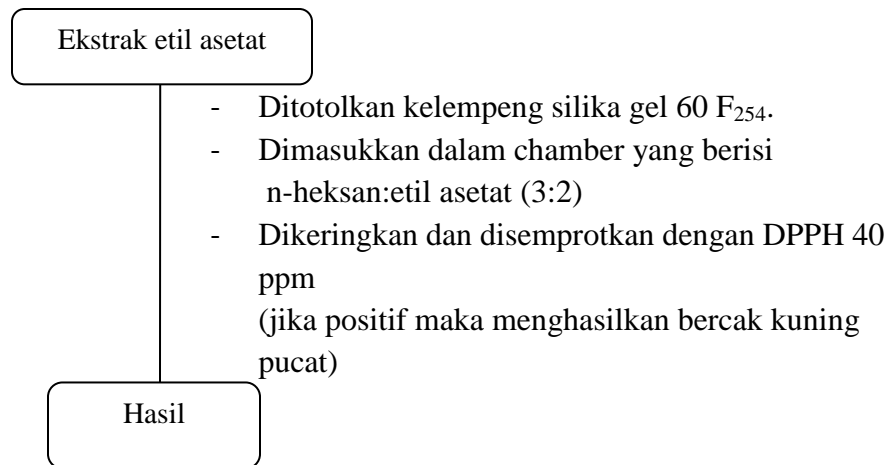 Ekstrak etil asetat
- Ditotolkan kelempeng silika gel 60 F₂₅₄.
- Dimasukkan dalam chamber yang berisi
n-heksan:etil asetat (3:2)
- Dikeringkan dan disemprotkan dengan DPPH 40
ppm
(jika positif maka menghasilkan bercak kuning
pucat)
Hasil